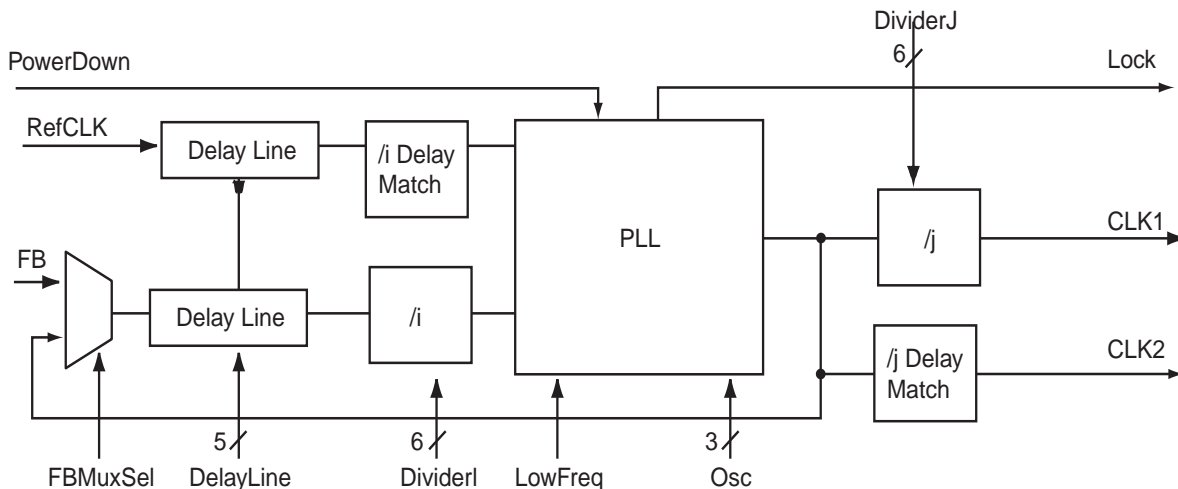 DividerJ
6
PowerDown
Lock
RefCLK
Delay Line
/i Delay
Match
PLL
/j
CLK1
FB
Delay Line
/i
/j Delay
Match
CLK2
5
6
3
FBMuxSel
DelayLine
DividerI
LowFreq
Osc